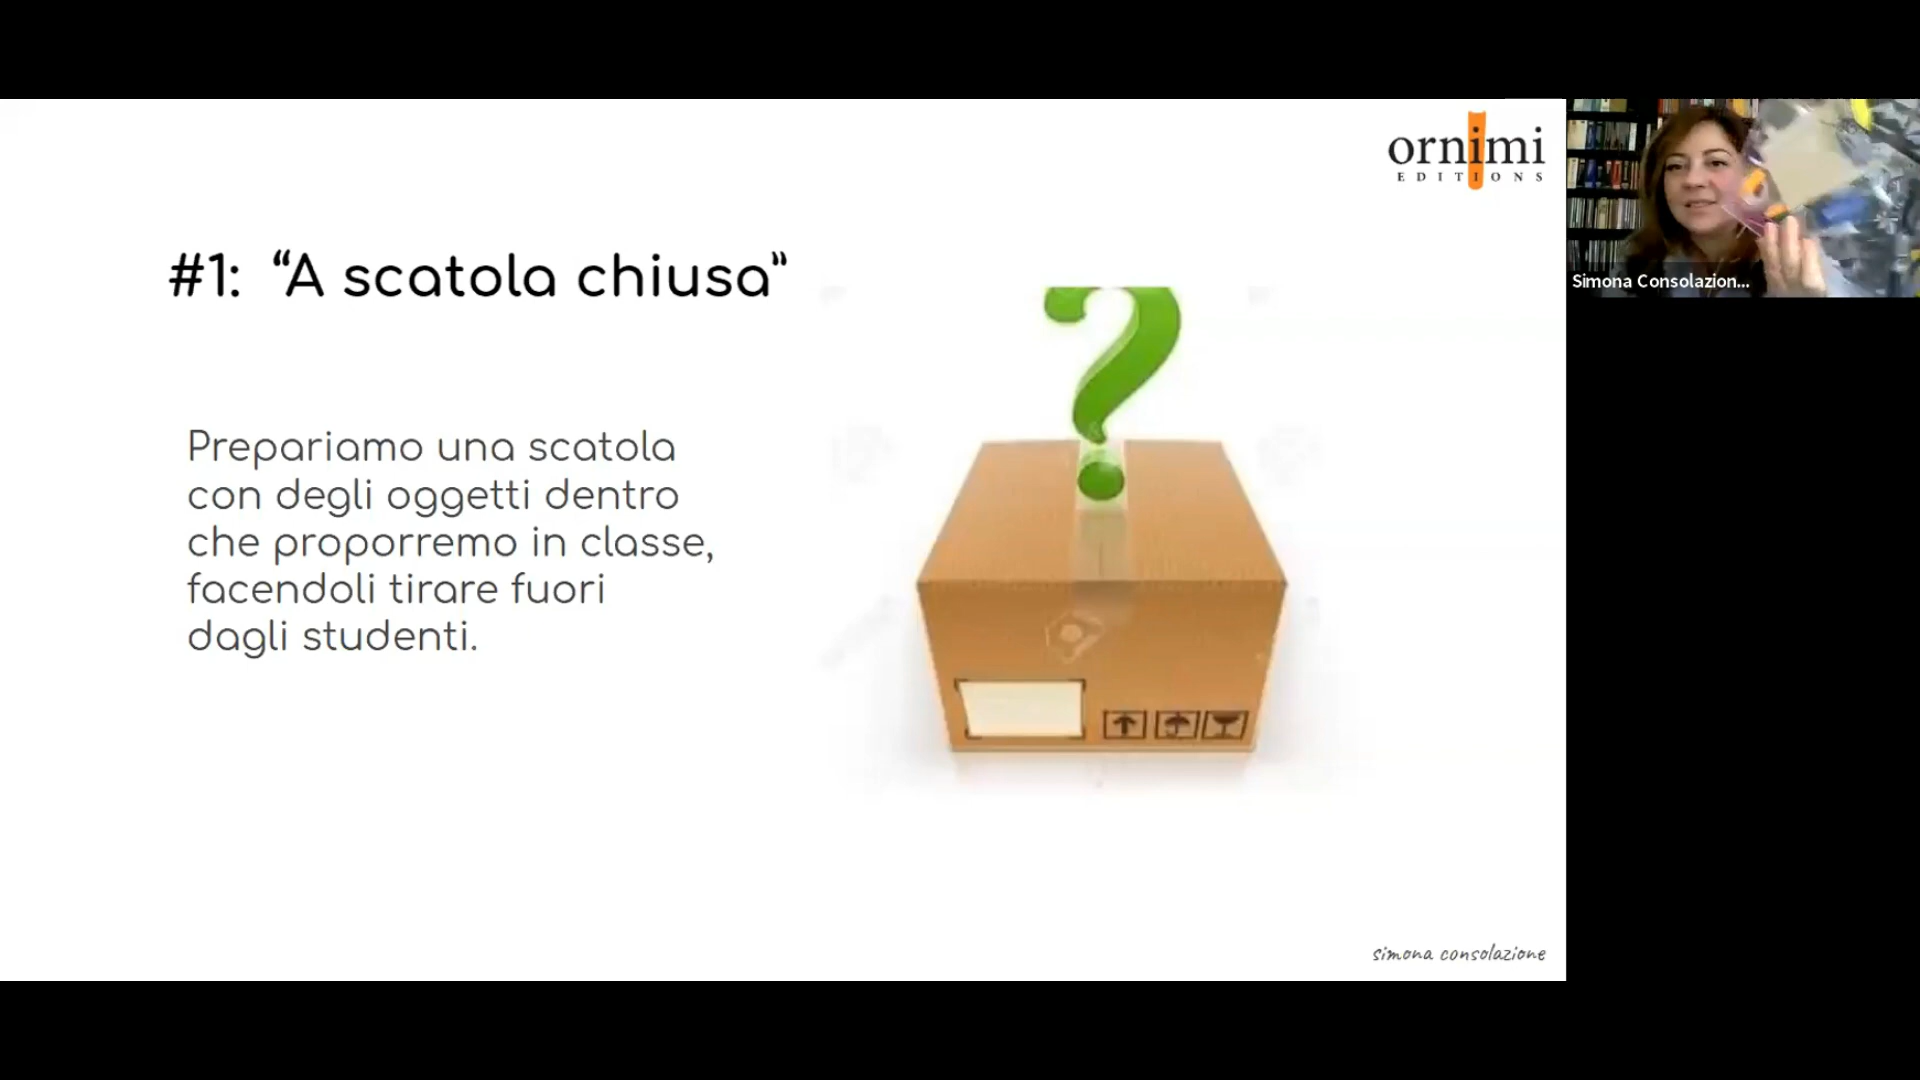 ornimi
EDITIONS
#1: “A scatola chiusa”
Prepariamo una scatola
con degli oggetti dentro
che proporremo in classe,
facendoli tirare fuori
dagli studenti.
simona consolazione
Simona Consolazion...